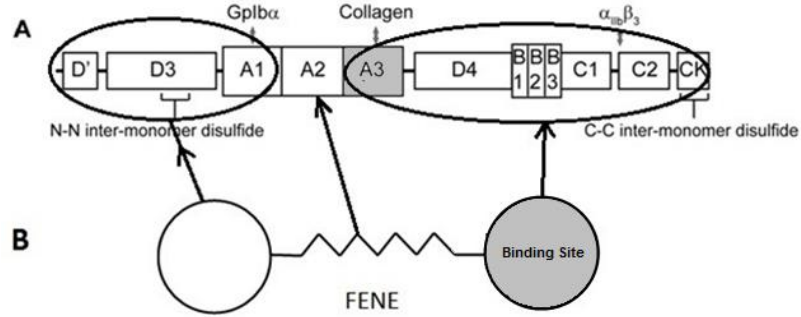 A
GpIbα
Collagen
αIIbβ3
D'
D3
A1
A2
A3
D4
B
1
B
2
B
3
C1
C2
CK
N-N inter-monomer disulfide
C-C inter-monomer disulfide
B
Binding Site
FENE